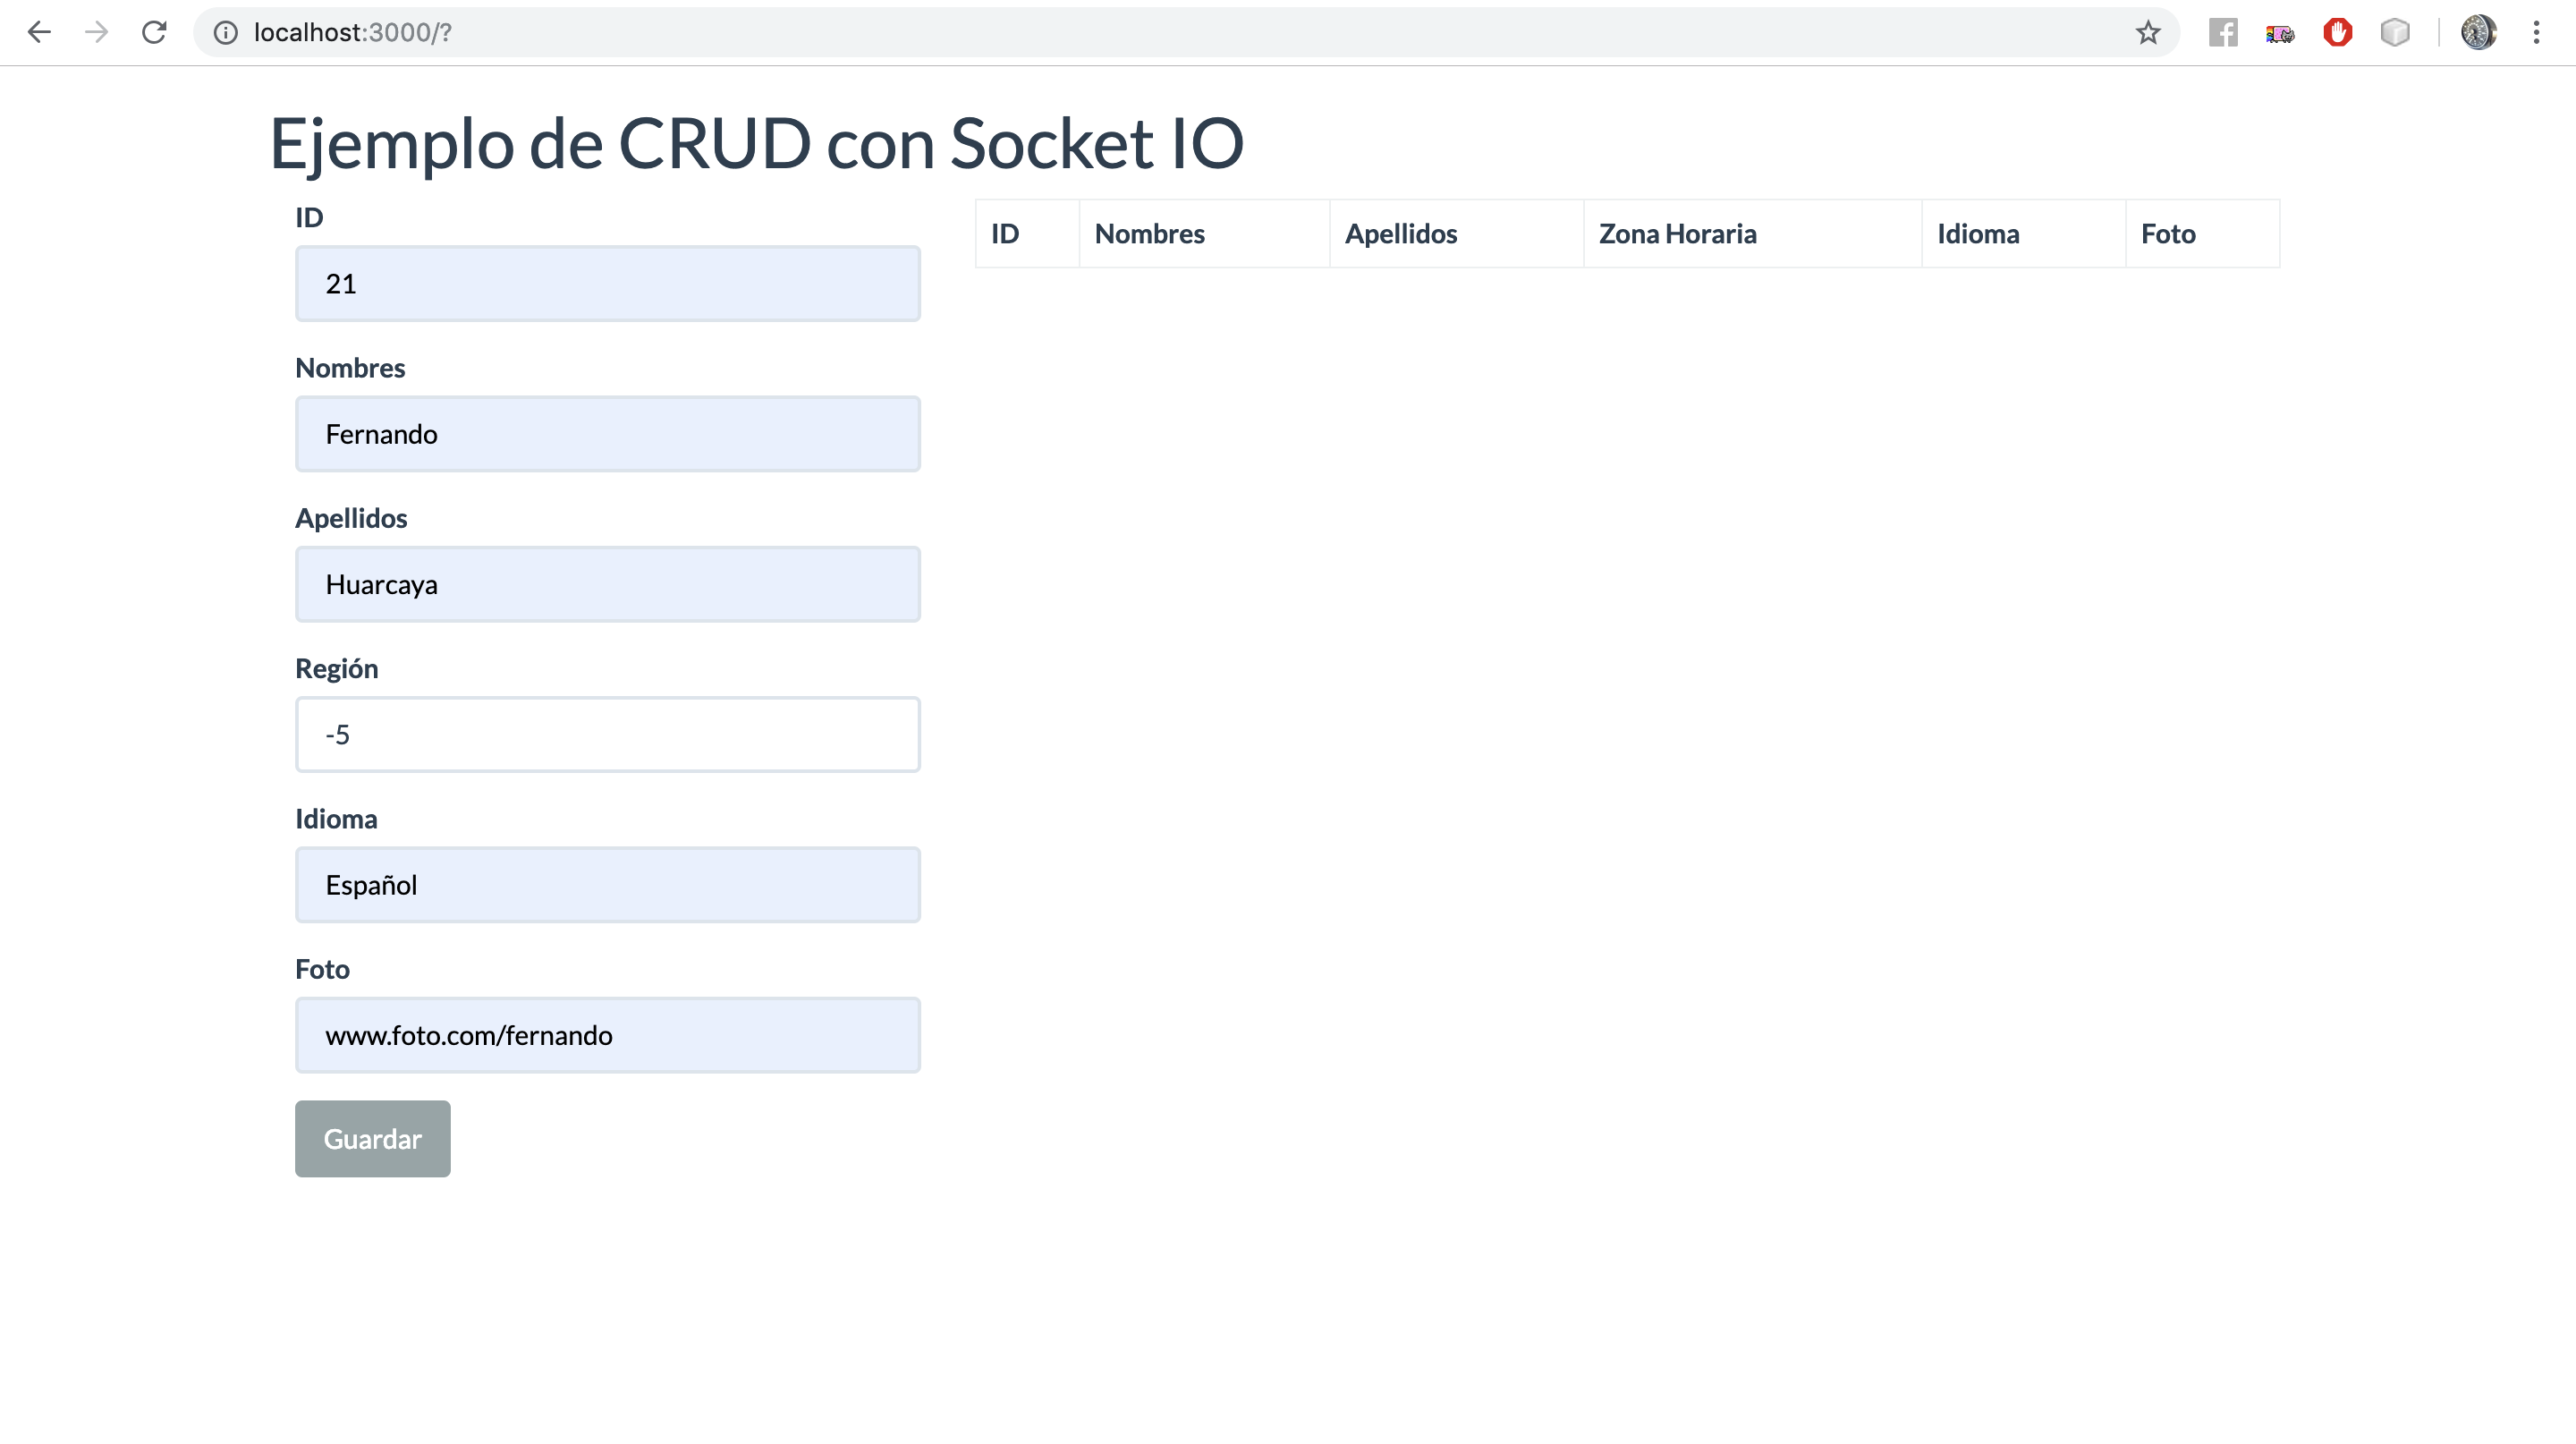 localhost:3000/?
Ejemplo de CRUD con Socket IO
ID
21
Nombres
Fernando
Apellidos
Huarcaya
Región
-5
Idioma
Español
Foto
www.foto.com/fernando
Guardar
ID Nombres Apellidos Zona Horaria Idioma Foto